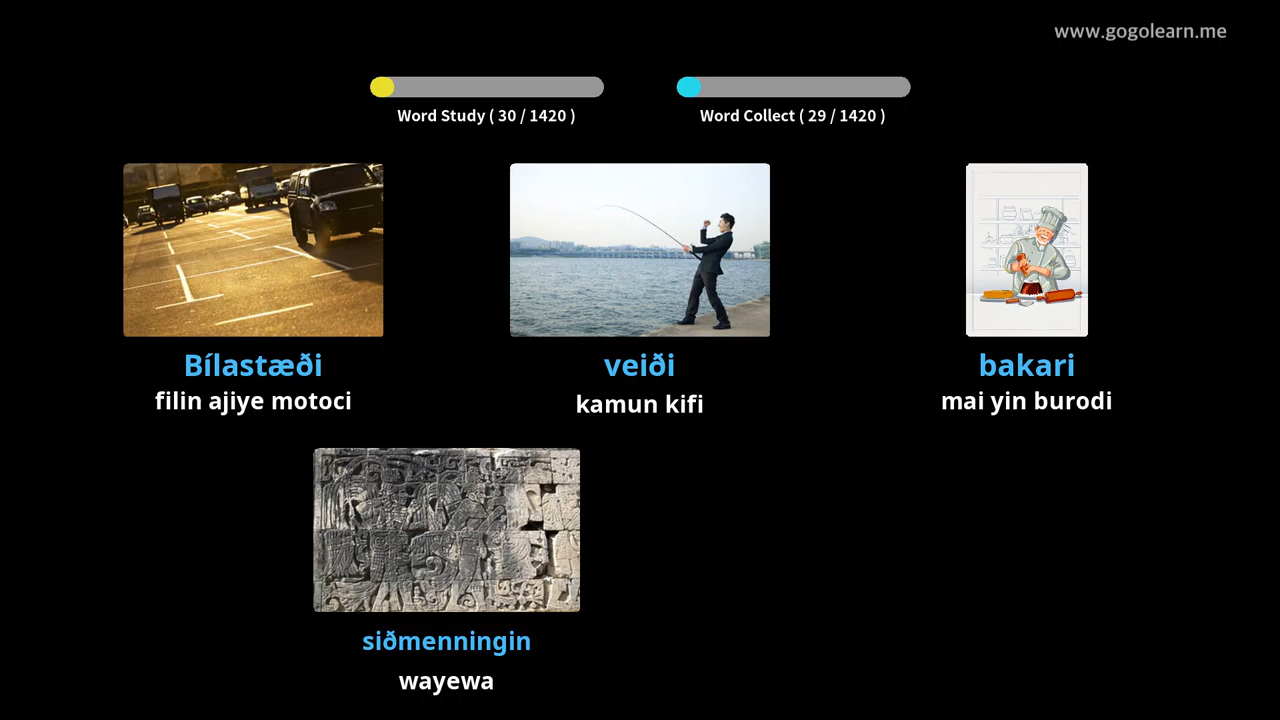 www.gogolearn.me
Word Study ( 30 / 1420 )
Word Collect ( 29 / 1420 )
Bílastæði
filin ajiye motoci
veiði
kamun kifi
bakari
mai yin burodi
siðmenningin
wayewa